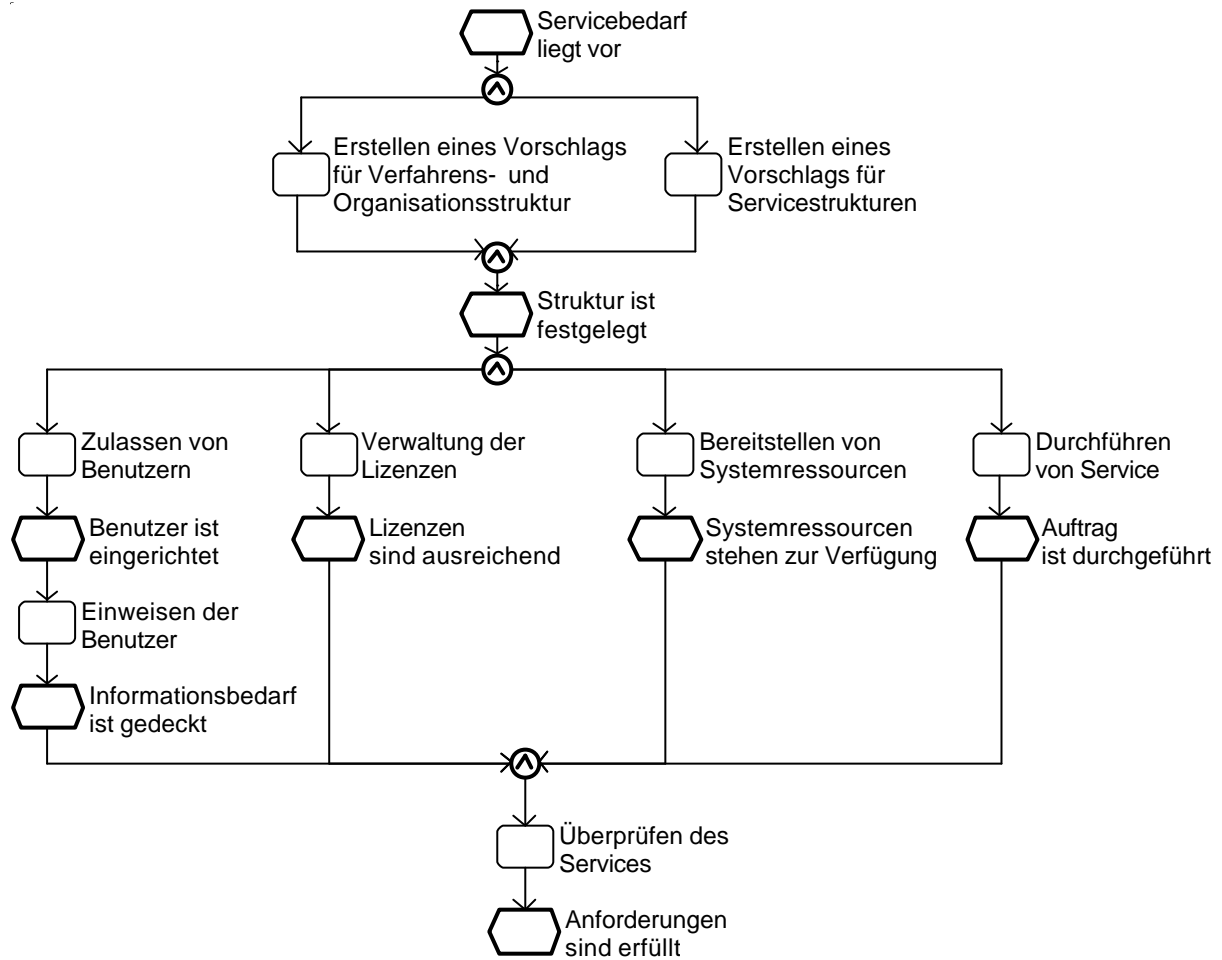 Servicebedarf
liegt vor
Erstellen eines Vorschlags
für Verfahrens- und
Organisationsstruktur
Erstellen eines
Vorschlags für
Servicestrukturen
Struktur ist
festgelegt
Zulassen von
Benutzern
Verwaltung der
Lizenzen
Bereitstellen von
Systemressourcen
Durchführen
von Service
Benutzer ist
eingerichtet
Lizenzen
sind ausreichend
Systemressourcen
stehen zur Verfügung
Auftrag
ist durchgeführt
Einweisen der
Benutzer
Informationsbedarf
ist gedeckt
Überprüfen des
Services
Anforderungen
sind erfüllt